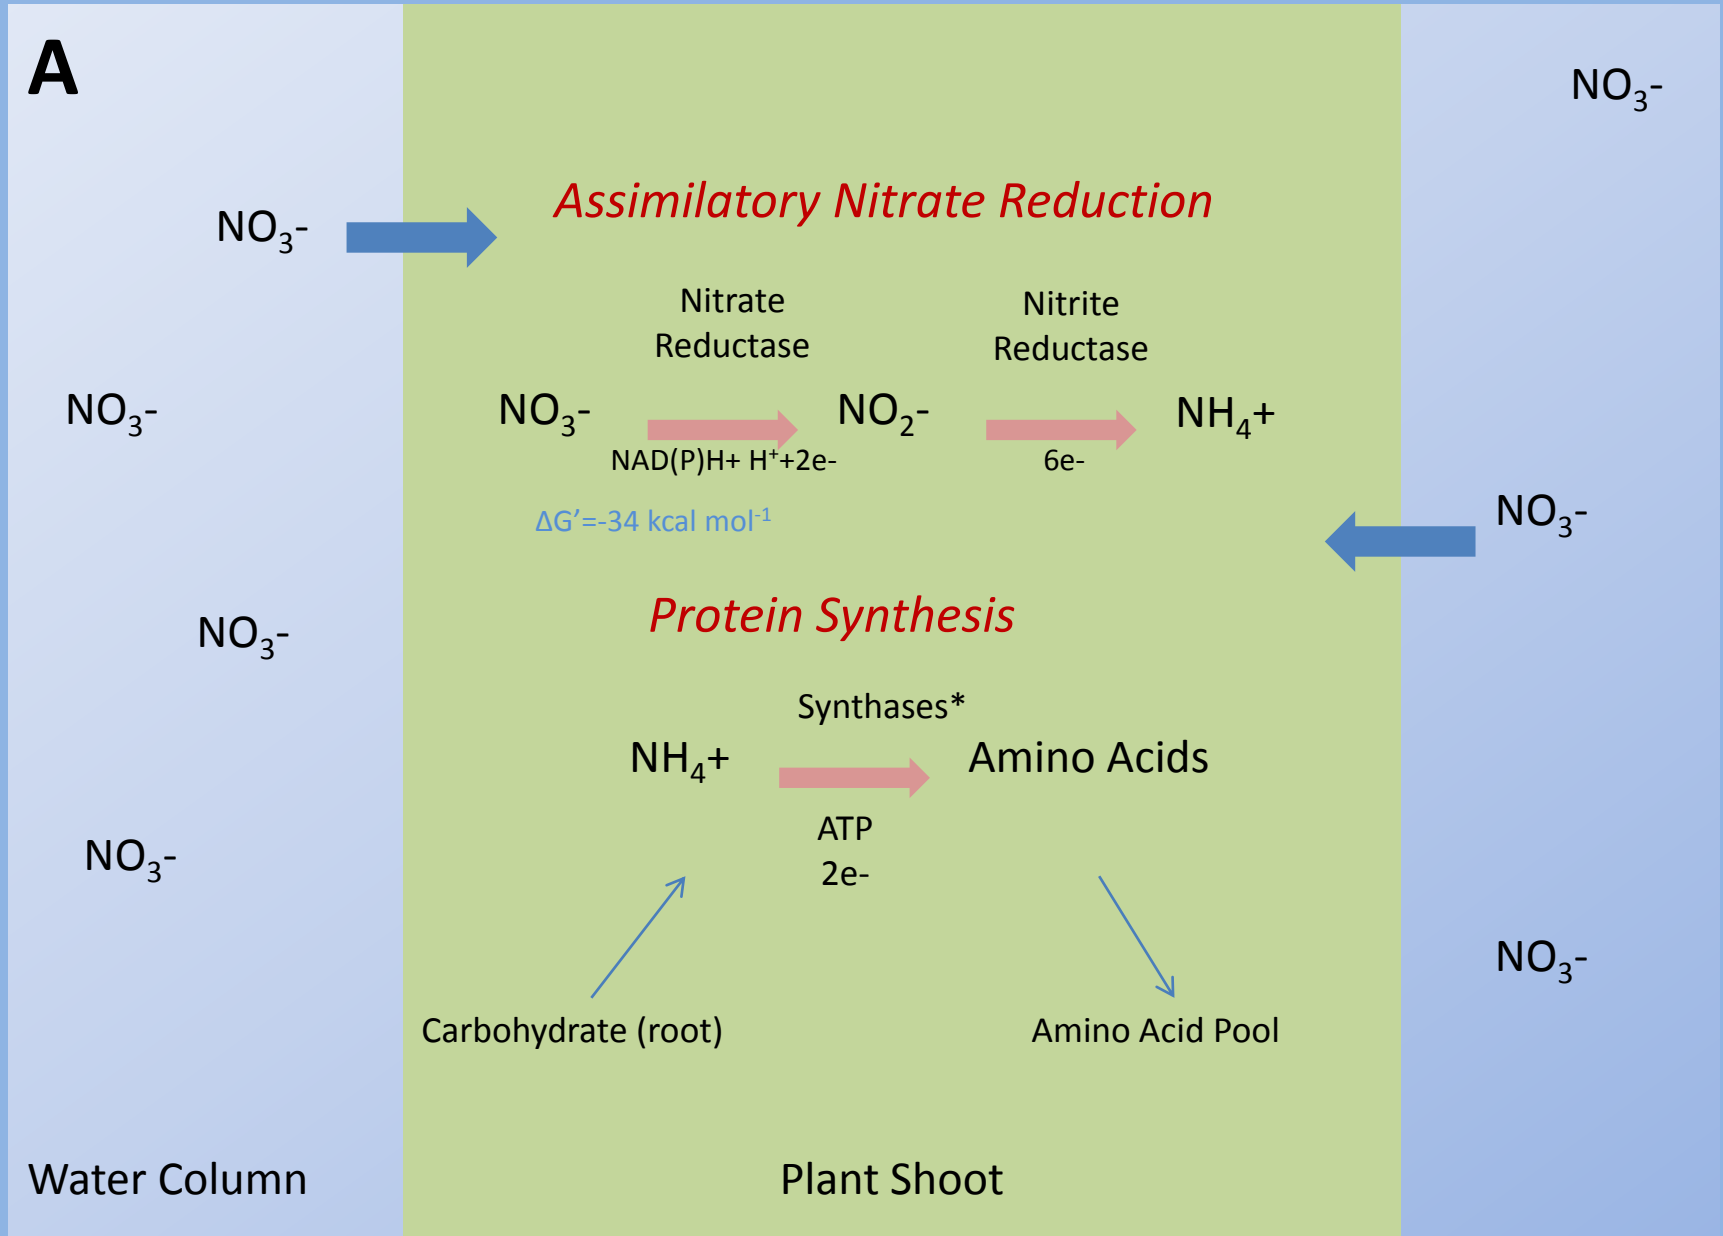 A
NO₃-
NO₃-
Assimilatory Nitrate Reduction
Nitrate
Reductase
Nitrite
Reductase
NO₃-
NO₃-
NO₂-
NH₄+
NAD(P)H+ H⁺+2e-
6e-
ΔG’=-34 kcal mol⁻¹
NO₃-
NO₃-
Protein Synthesis
Synthases*
NH₄+
Amino Acids
ATP
2e-
NO₃-
NO₃-
Carbohydrate (root)
Amino Acid Pool
Water Column
Plant Shoot